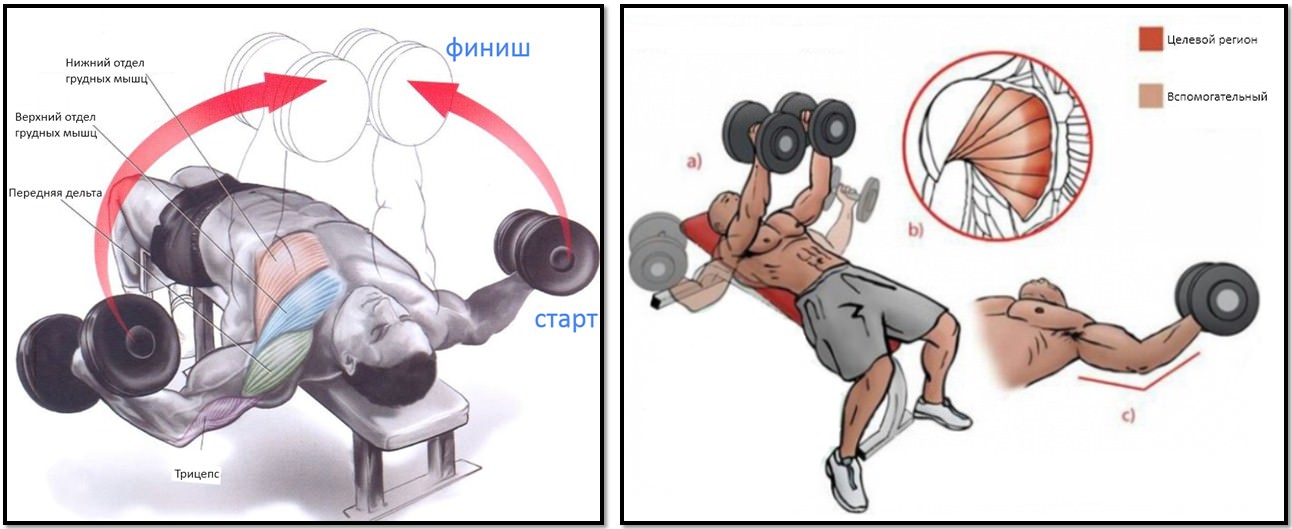 финиш
Нижний отдел
грудных мышц
Верхний отдел
грудных мышц
Передняя дельта
старт
Трицепс
Целевой регион
Вспомогательный
a)
b)
c)